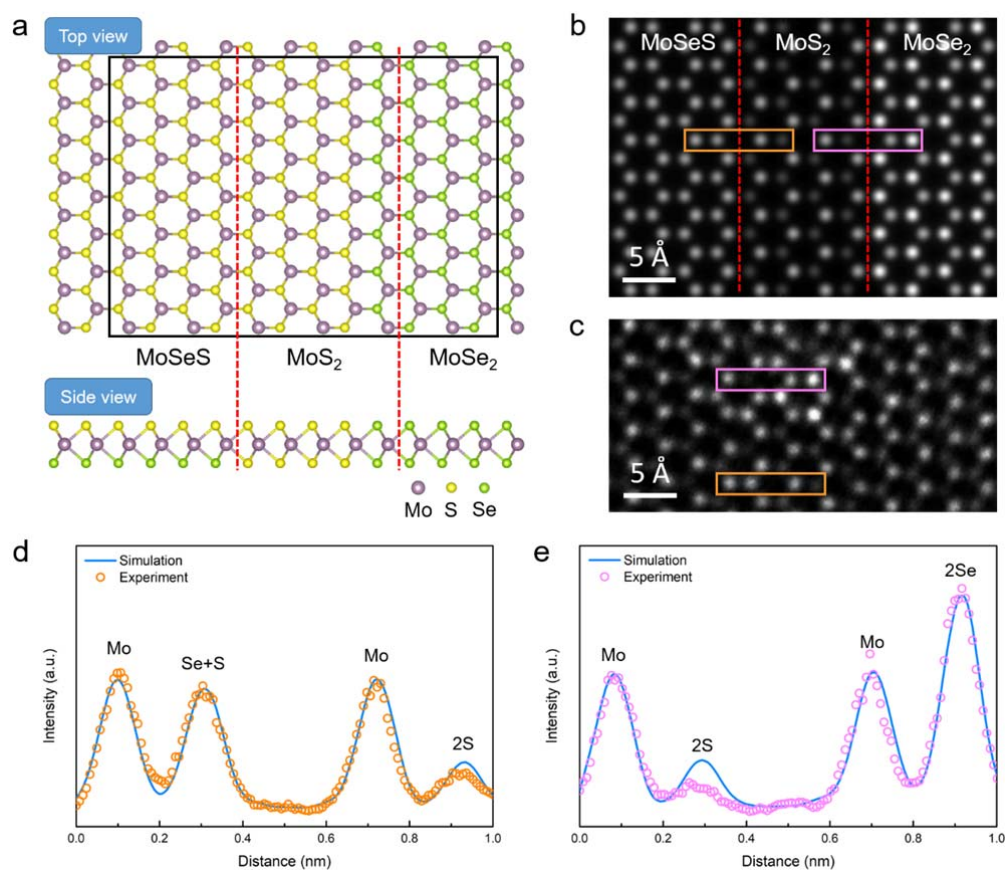 a
Top view
MoSeS
MoS2
MoSe2
Side view
Mo
S
Se
b
MoSeS
MoS2
MoSe2
5 Å
c
5 Å
d
Simulation
Experiment
Mo
Se+S
Mo
2S
Intensity (a.u.)
0.0 0.2 0.4 0.6 0.8 1.0
Distance (nm)
e
Simulation
Experiment
Mo
2S
Mo
2Se
Intensity (a.u.)
0.0 0.2 0.4 0.6 0.8 1.0
Distance (nm)